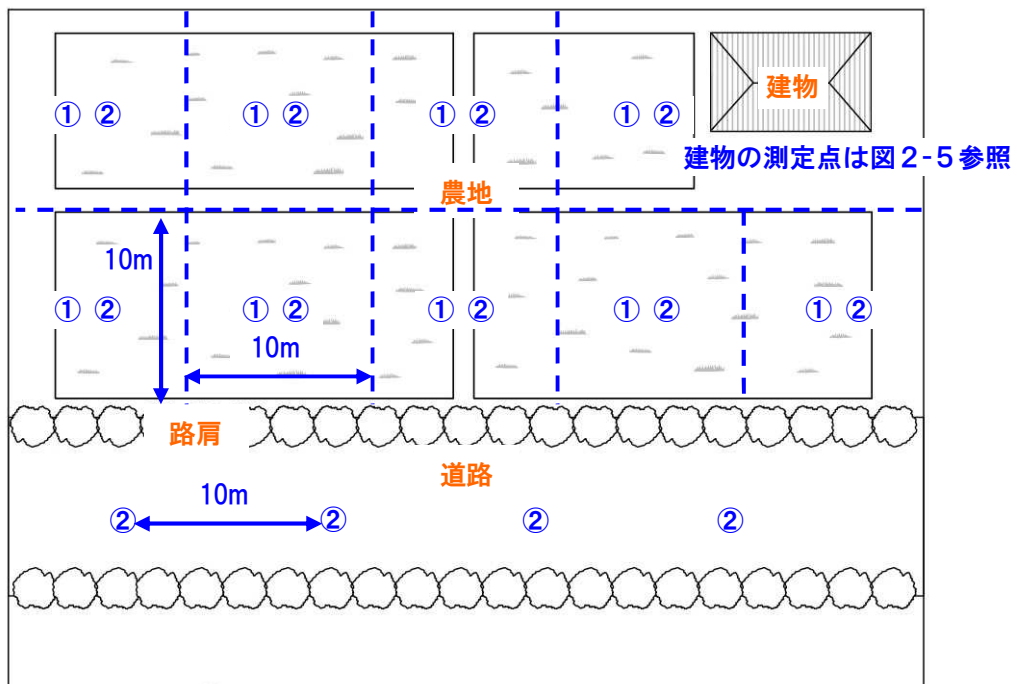 建物
① ② ① ② ① ② ① ②
建物の測定点は図2-5参照
農地
10m
① ② ① ② ① ② ① ② ① ②
10m
路肩
道路
10m
② ② ② ②